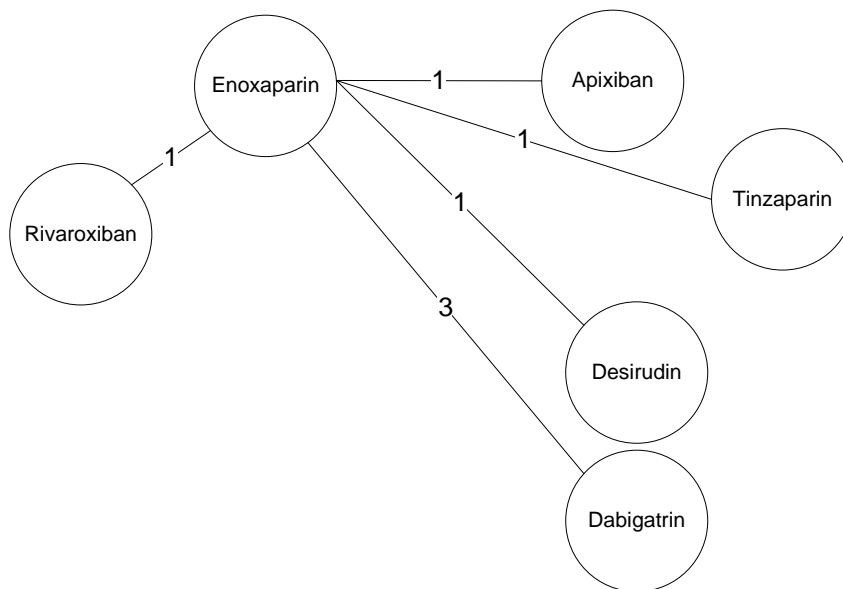 Enoxaparin
Apixiban
1
1
Tinzaparin
1
Rivaroxiban
1
3
Desirudin
Dabigatrin